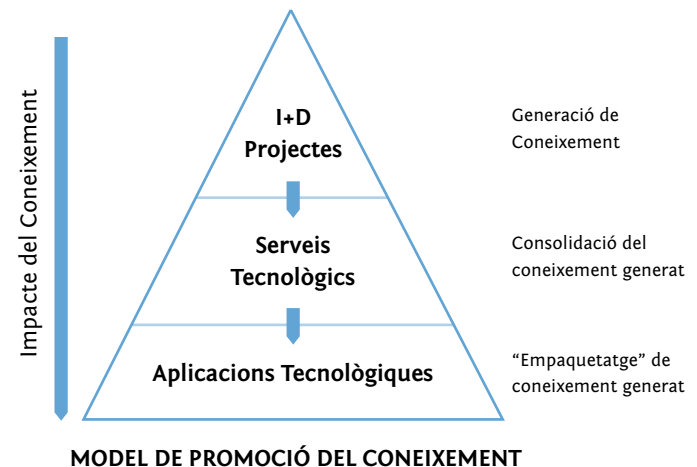 Impacte del Coneixement
I+D
Projectes
Generació de
Coneixement
Serveis
Tecnològics
Consolidació del
coneixement generat
Aplicacions Tecnològiques
“Empaquetatge” de
coneixement generat
MODEL DE PROMOCIÓ DEL CONEIXEMENT